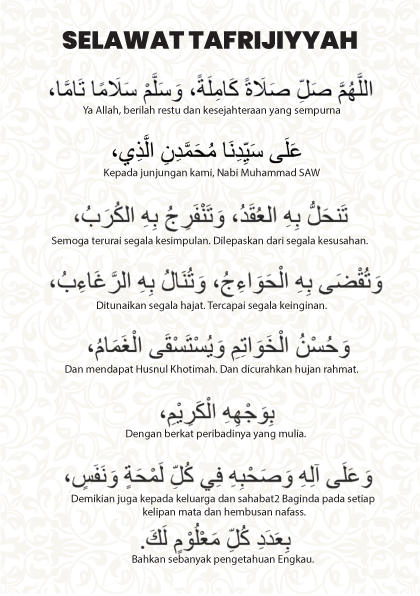 SELAWAT TAFRIJIYYAH
اللَّهُمَّ صَلِّ صَلَاةً كَامِلَةً، وَسَلِّمْ سَلَامًا تَامًّا،
Ya Allah, berilah restu dan kesejahteraan yang sempurna
عَلَى سَيِّدِنَا مُحَمَّدِنِ الَّذِي،
Kepada junjungan kami, Nabi Muhammad SAW
تَنحَلُّ بِهِ العُقَدُ، وَتَنْفَرِجُ بِهِ الكُرَبُ،
Semoga terurai segala kesimpulan. Dilepaskan dari segala kesusahan.
وَتُقْضَى بِهِ الْحَوَاءِجُ، وَتُنَالُ بِهِ الرَّغَاءِبُ،
Ditunaikan segala hajat. Tercapai segala keinginan.
وَحُسْنُ الْخَوَاتِمِ وَيُسْتَسْقَى الْغَمَامُ،
Dan mendapat Husnul Khotimah. Dan dicurahkan hujan rahmat.
بِوَجْهِهِ الْكَرِيْمِ،
Dengan berkat peribadinya yang mulia.
وَعَلَى آلِهِ وَصَحْبِهِ فِي كُلِّ لَمْحَةٍ وَنَفَسٍ،
Demikian juga kepada keluarga dan sahabat2 Baginda pada setiap
kelipan mata dan hembusan nafass.
بِعَدَدِ كُلِّ مَعْلُوْمٍ لَكَ.
Bahkan sebanyak pengetahuan Engkau.